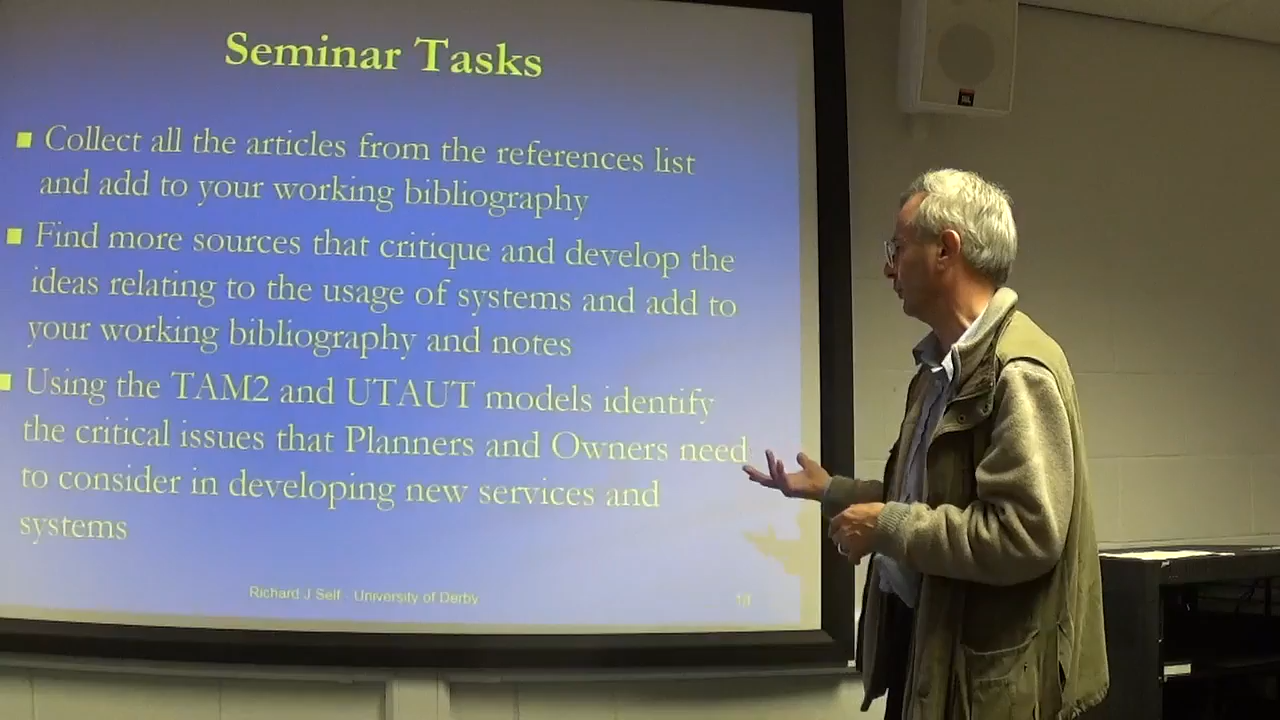 Seminar Tasks
Collect all the articles from the references list
and add to your working bibliography
Find more sources that critique and develop the
ideas relating to the usage of systems and add to
your working bibliography and notes
Using the TAM2 and UTAUT models identify
the critical issues that Planners and Owners need
to consider in developing new services and
systems
Richard J Self University of Derby
JBL